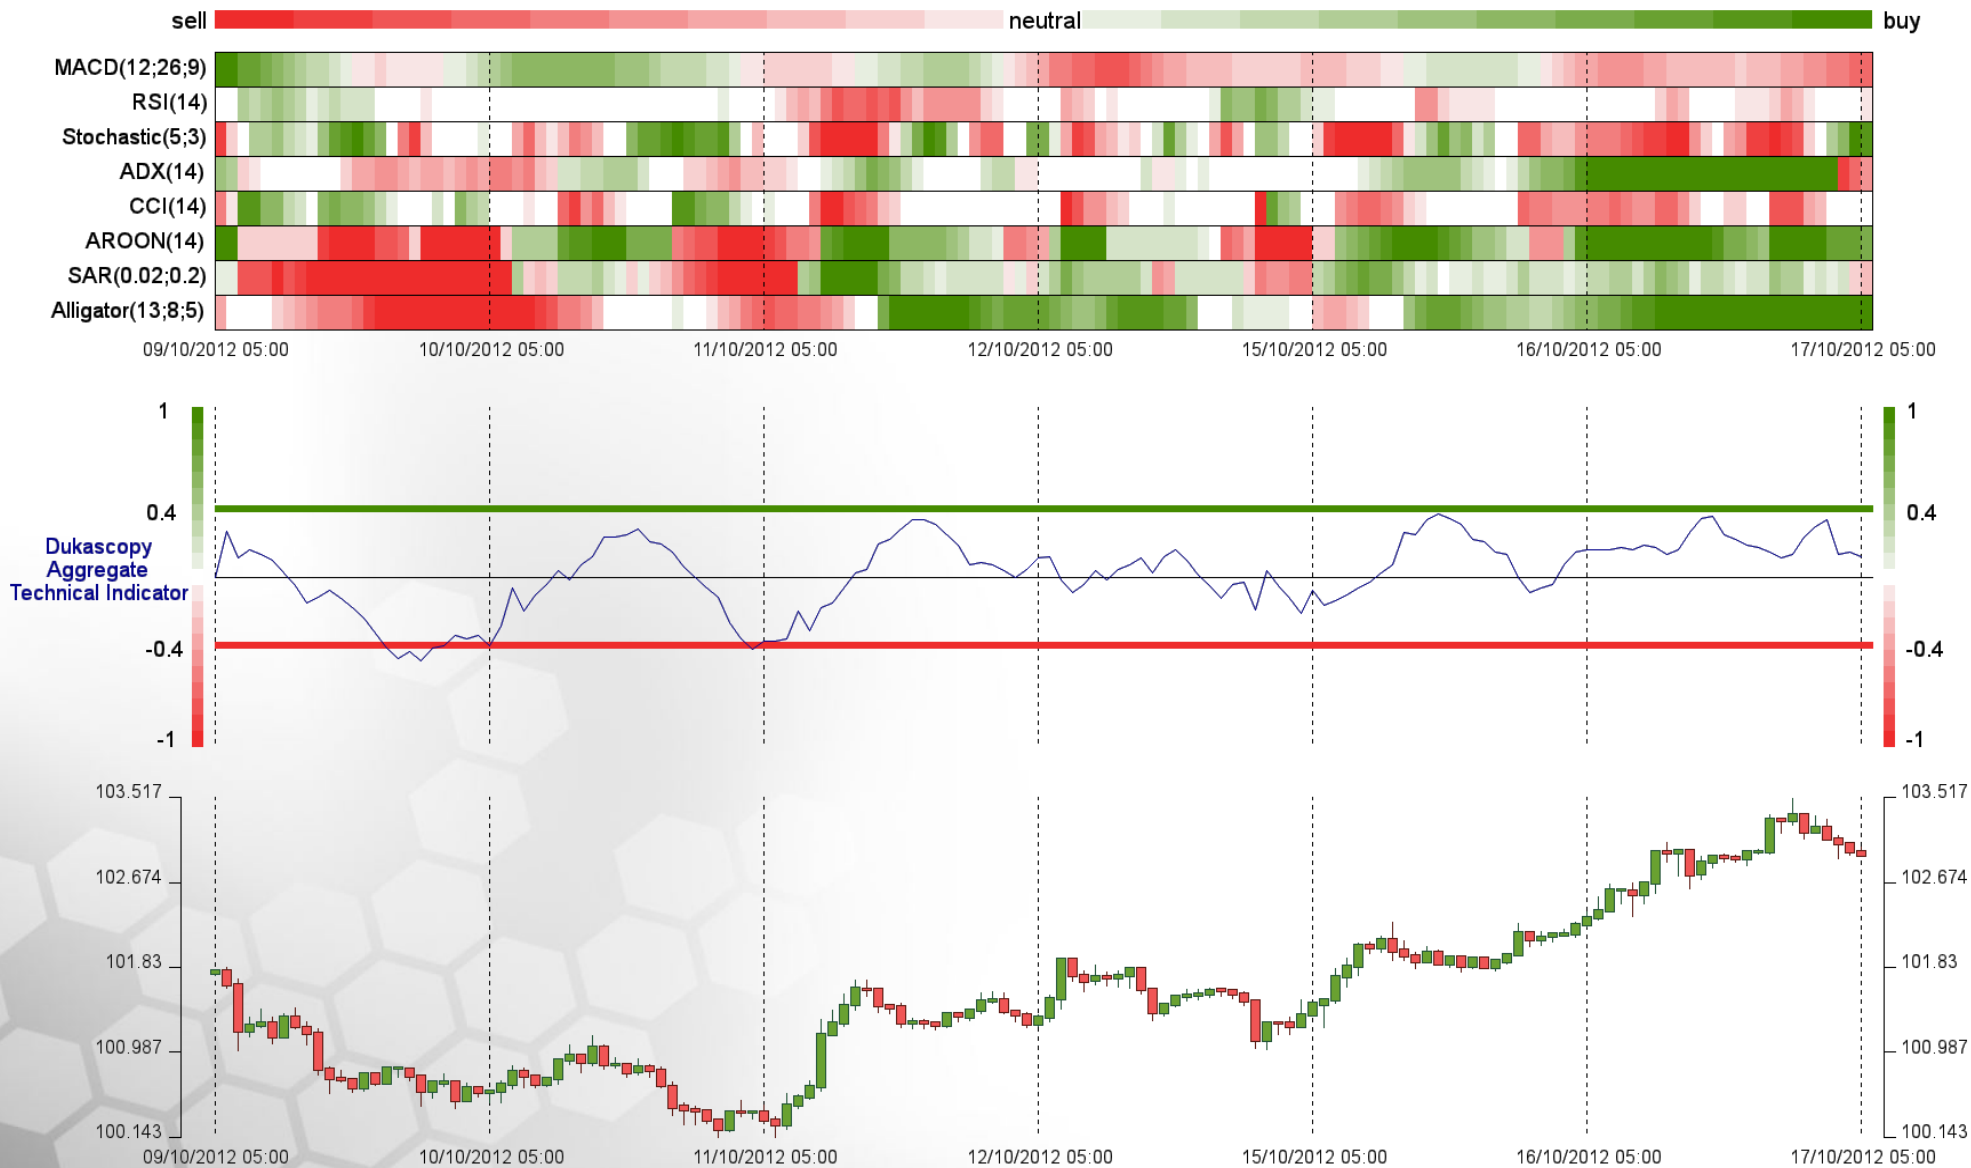 sell neutral buy
MACD(12;26;9)
RSI(14)
Stochastic(5;3)
ADX(14)
CCI(14)
AROON(14)
SAR(0.02;0.2)
Alligator(13;8;5)
09/10/2012 05:00 10/10/2012 05:00 11/10/2012 05:00 12/10/2012 05:00 15/10/2012 05:00 16/10/2012 05:00 17/10/2012 05:00
1 1
0.4 0.4
Dukascopy
Aggregate
Technical Indicator
-0.4 -0.4
-1 -1
103.517 103.517
102.674 102.674
101.83 101.83
100.987 100.987
100.143 100.143
09/10/2012 05:00 10/10/2012 05:00 11/10/2012 05:00 12/10/2012 05:00 15/10/2012 05:00 16/10/2012 05:00 17/10/2012 05:00